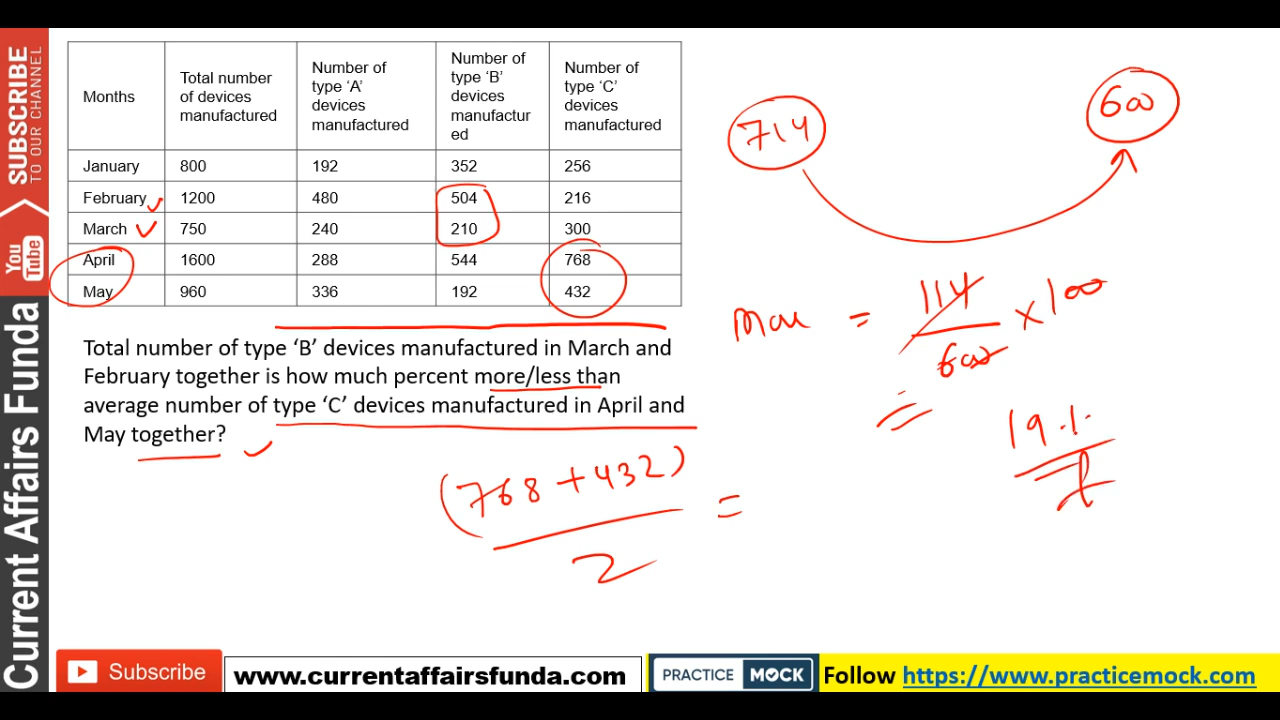 SUBSCRIBE
TO OUR CHANNEL
You Tube
Current Affairs Funda
Months
Total number of devices manufactured
Number of type ‘A’ devices manufactured
Number of type ‘B’ devices manufactur ed
Number of type ‘C’ devices manufactured
January 800 192 352 256
February 1200 480 504 216
March 750 240 210 300
April 1600 288 544 768
May 960 336 192 432
Total number of type ‘B’ devices manufactured in March and
February together is how much percent more/less than
average number of type ‘C’ devices manufactured in April and
May together?
714
600
More = 114/600 × 100
= 19%
(768 + 432)/2 =
Subscribe
www.currentaffairsfunda.com
PRACTICE MOCK
Follow https://www.practicemock.com